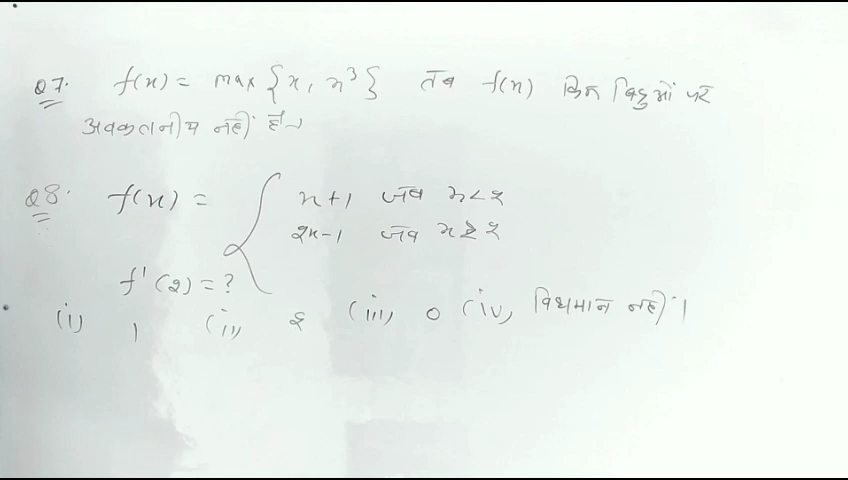 Q7. f(x) = max {x, x³} तब f(x) किन बिंदुओं पर
अवकलनीय नहीं है।
Q8. f(x) = { x+1 जब x<2
2x-1 जब x≥2
f'(2) = ?
(i) 1 (ii) 2 (iii) 0 (iv) विद्यमान नहीं।